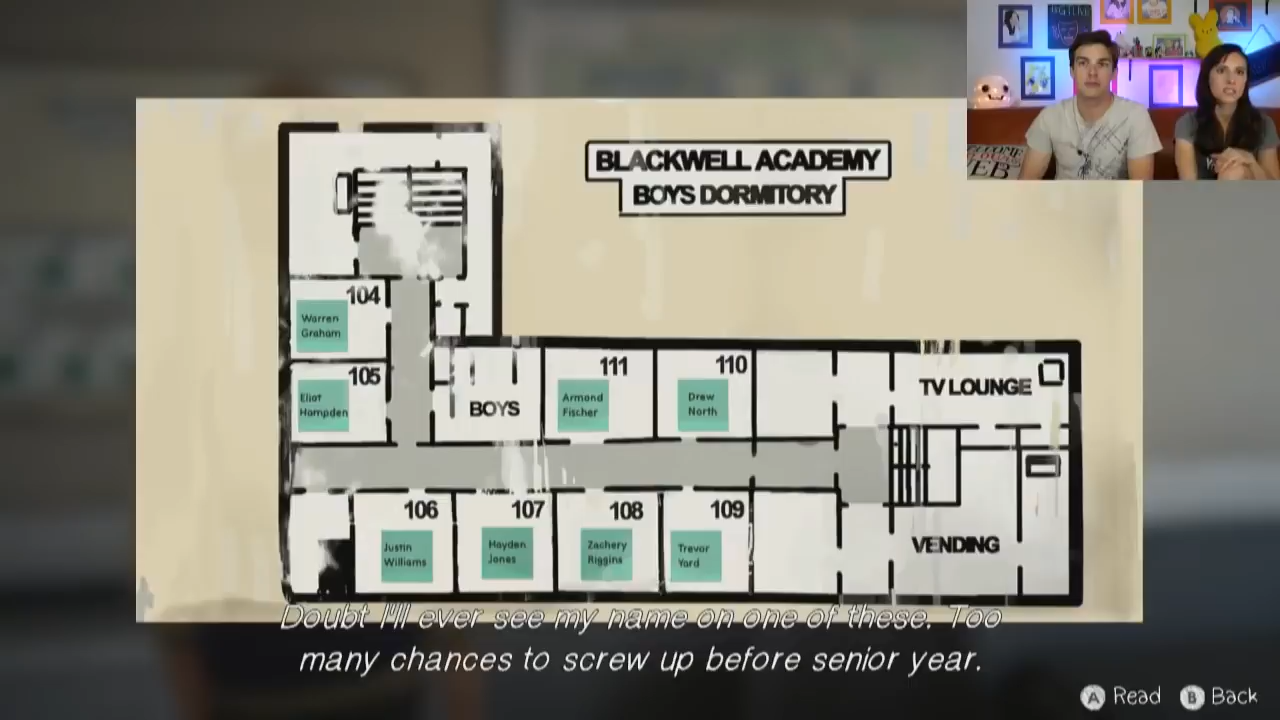 BLACKWELL ACADEMY
BOYS DORMITORY
104
Warren
Graham
105
Eliot
Hampden
BOYS
111
Armond
Fischer
110
Drew
North
TV LOUNGE
106
Justin
Williams
107
Hayden
Jones
108
Zachery
Riggins
109
Trevor
Yard
VENDING
Doubt I'll ever see my name on one of these. Too
many chances to screw up before senior year.
A Read B Back